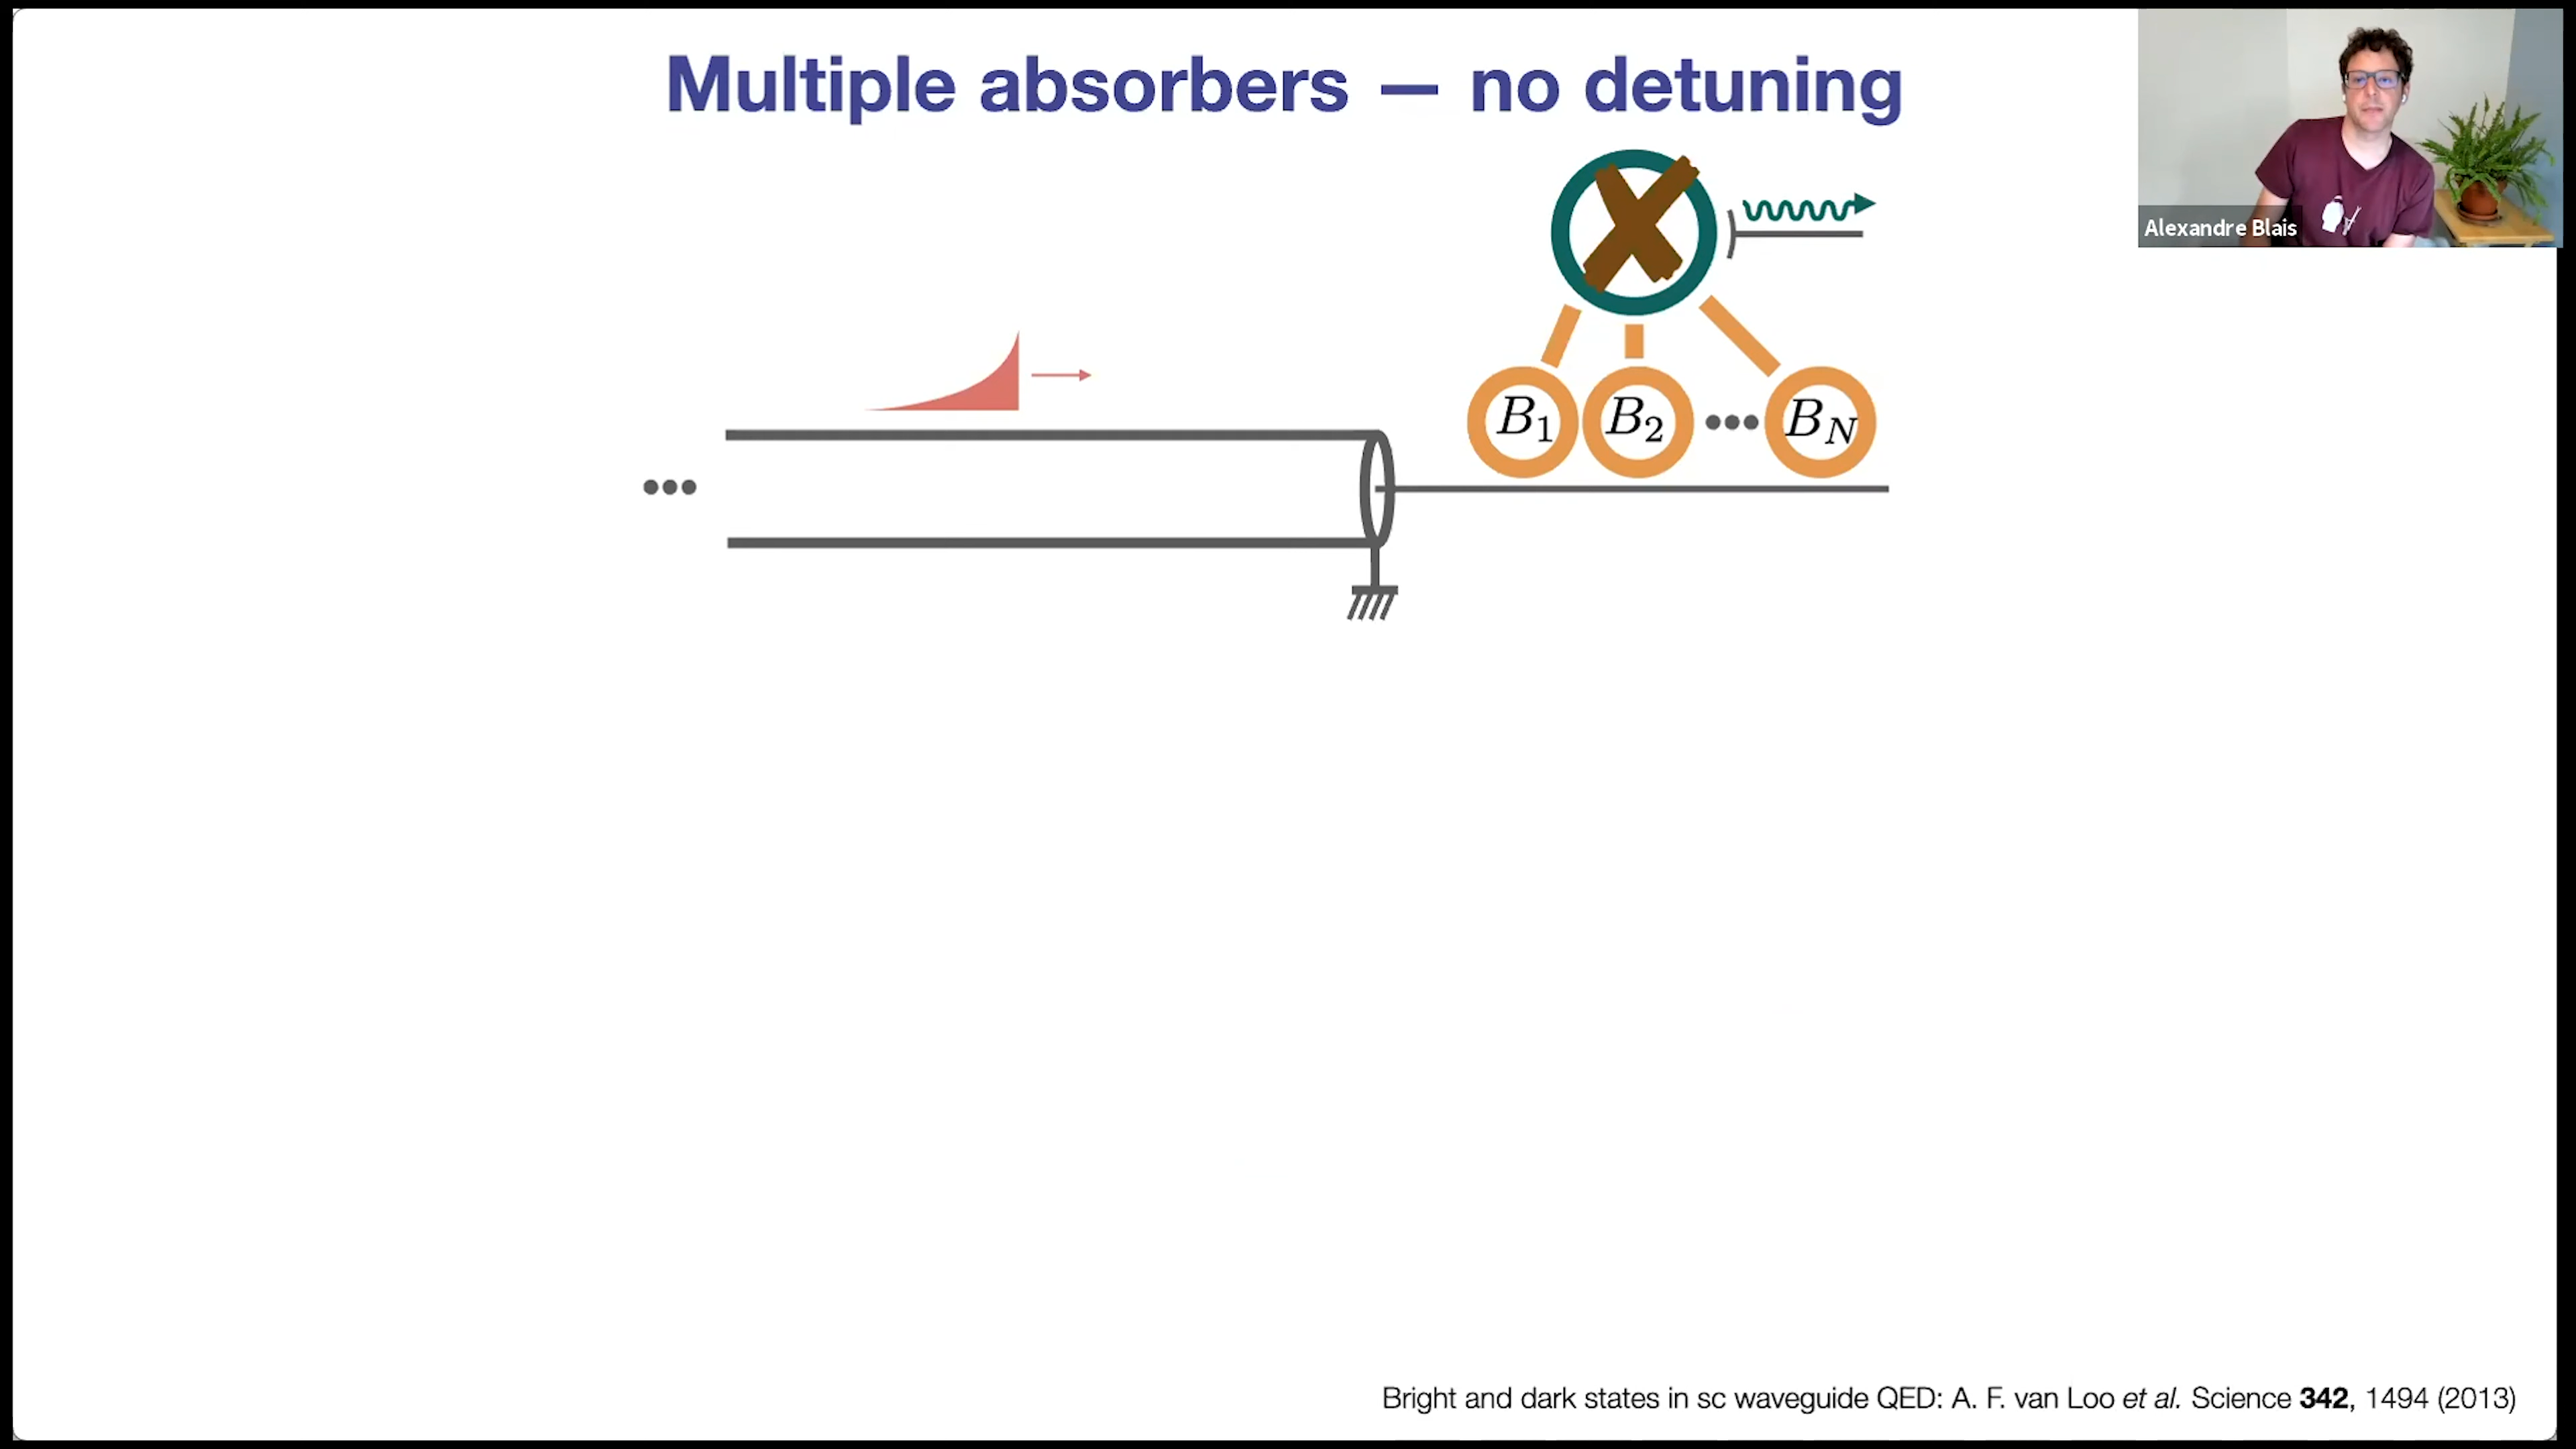 Multiple absorbers — no detuning
Alexandre Blais
B₁ B₂ ••• B_N
Bright and dark states in sc waveguide QED: A. F. van Loo et al. Science 342, 1494 (2013)